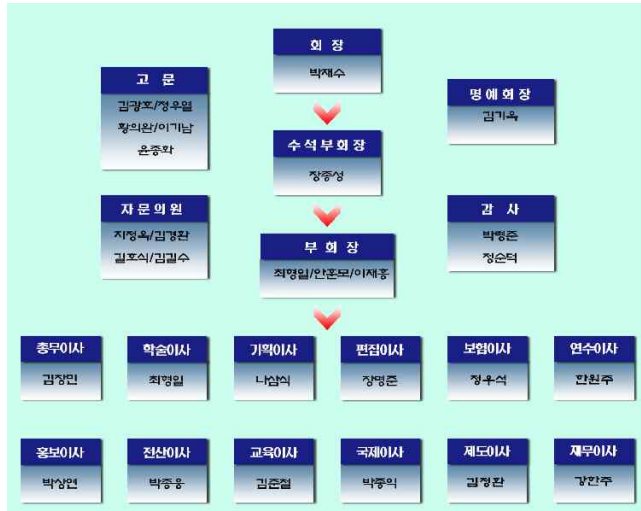 회 장
박재수
고 문
김광호/정우열
황의완/이기남
윤종화
명예회장
김기옥
수석부회장
장종성
자문의원
지정옥/김경환
길호식/김길수
감 사
박령준
정순덕
부 회장
최형일/안훈모/이재흥
총무이사
김장민
학술이사
최형일
기획이사
나삼식
편집이사
장명준
보험이사
정우석
연수이사
한원주
홍보이사
박상연
전산이사
박종웅
교육이사
김준철
국제이사
박종익
제도이사
김정환
재무이사
강한주